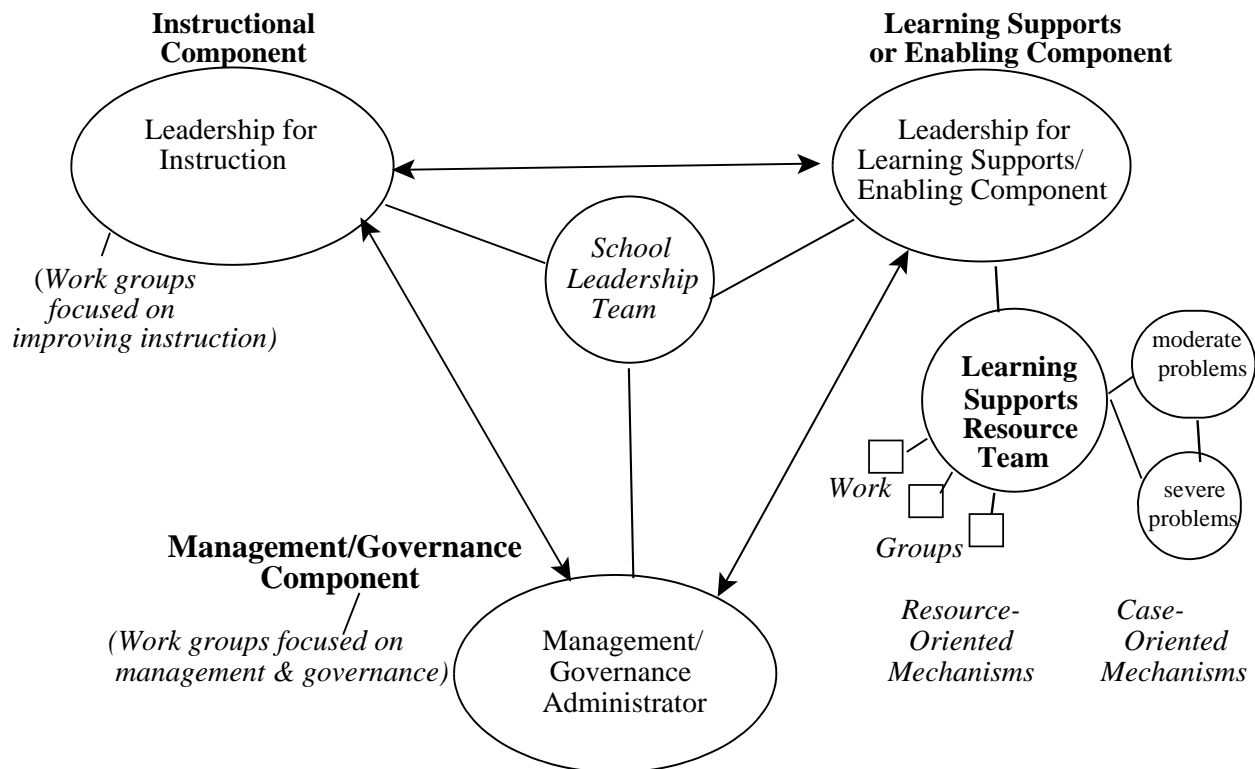 Instructional
Component
Learning Supports
or Enabling Component
Leadership for
Instruction
Leadership for
Learning Supports/
Enabling Component
School
Leadership
Team
(Work groups
focused on
improving instruction)
moderate
problems
Learning
Supports
Resource
Team
severe
problems
Work
Groups
Management/Governance
Component
(Work groups focused on
management & governance)
Management/
Governance
Administrator
Resource-
Oriented
Mechanisms
Case-
Oriented
Mechanisms